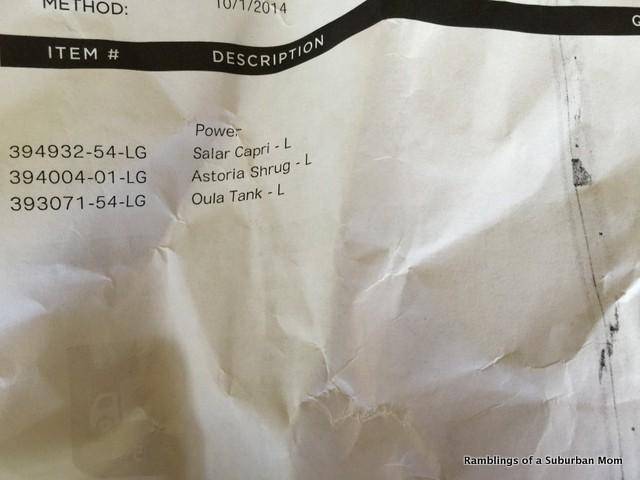 METHOD:
10/1/2014
ITEM # DESCRIPTION
Power
394932-54-LG Salar Capri - L
394004-01-LG Astoria Shrug - L
393071-54-LG Oula Tank - L
Ramblings of a Suburban Mom